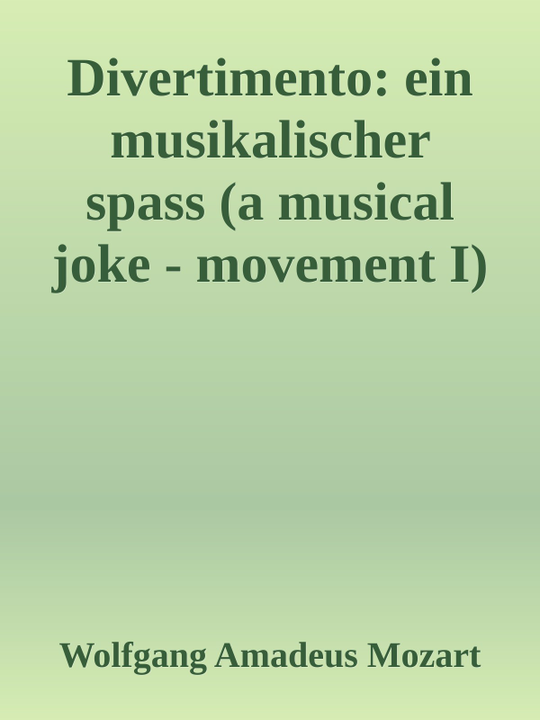 Divertimento: ein
musikalischer
spass (a musical
joke - movement I)
Wolfgang Amadeus Mozart